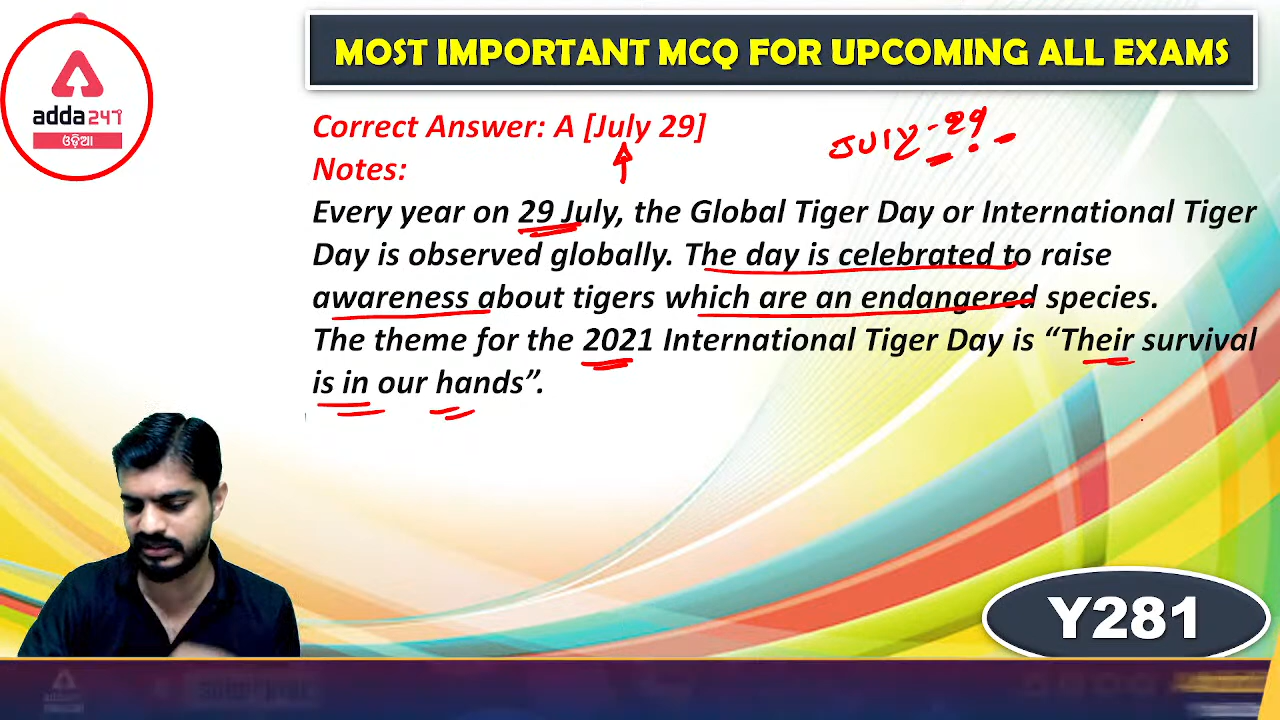 MOST IMPORTANT MCQ FOR UPCOMING ALL EXAMS
adda247
ଓଡ଼ିଆ
Correct Answer: A [July 29]
JULY-29
Notes:
Every year on 29 July, the Global Tiger Day or International Tiger
Day is observed globally. The day is celebrated to raise
awareness about tigers which are an endangered species.
The theme for the 2021 International Tiger Day is “Their survival
is in our hands”.
Y281